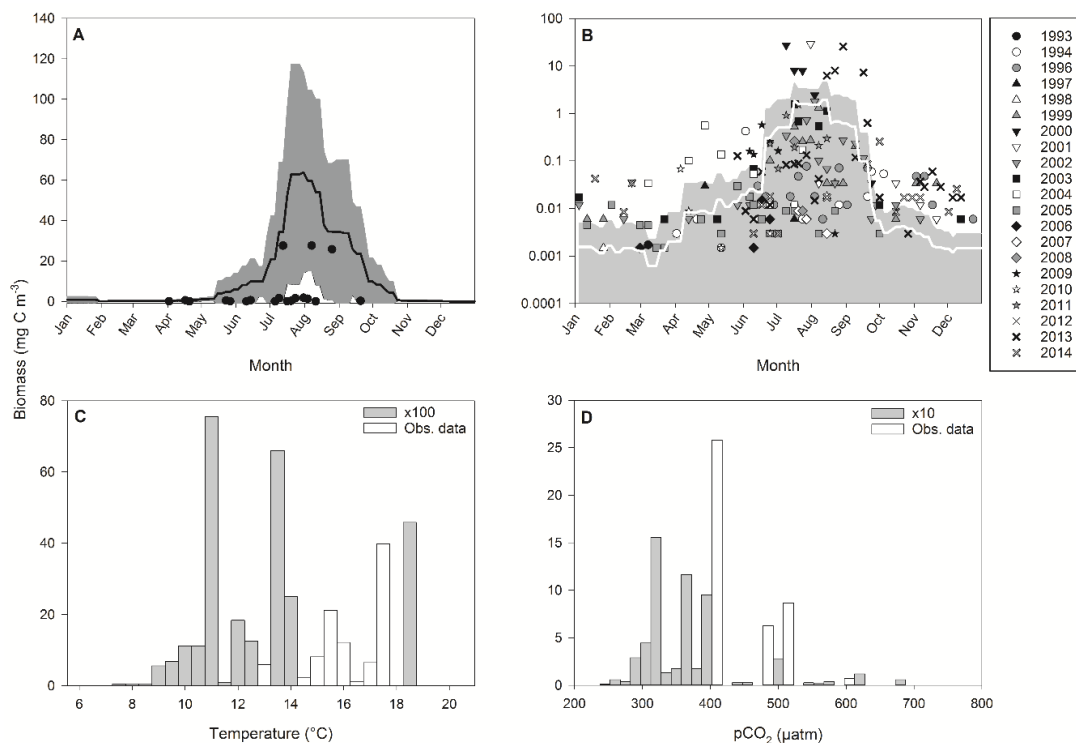 Biomass (mg C m⁻³)
A
140
120
100
80
60
40
20
0
Jan
Feb
Mar
Apr
May
Jun
Jul
Aug
Sep
Oct
Nov
Dec
Month
B
100
10
1
0.1
0.01
0.001
0.0001
Jan
Feb
Mar
Apr
May
Jun
Jul
Aug
Sep
Oct
Nov
Dec
Month
1993
1994
1996
1997
1998
1999
2000
2001
2002
2003
2004
2005
2006
2007
2008
2009
2010
2011
2012
2013
2014
C
x100
Obs. data
80
60
40
20
0
6 8 10 12 14 16 18 20
Temperature (°C)
D
x10
Obs. data
30
25
20
15
10
5
0
200 300 400 500 600 700 800
pCO₂ (µatm)